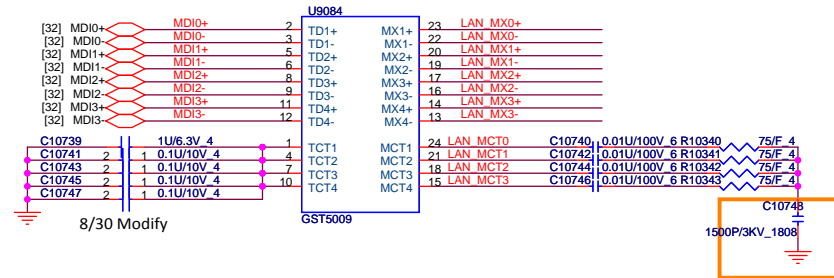 U9084
[32] MDI0+ MDI0+ 2 TD1+ MX1+ 23 LAN_MX0+
[32] MDI0- MDI0- 3 TD1- MX1- 22 LAN_MX0-
[32] MDI1+ MDI1+ 5 TD2+ MX2+ 20 LAN_MX1+
[32] MDI1- MDI1- 6 TD2- MX2- 19 LAN_MX1-
[32] MDI2+ MDI2+ 8 TD3+ MX3+ 17 LAN_MX2+
[32] MDI2- MDI2- 9 TD3- MX3- 16 LAN_MX2-
[32] MDI3+ MDI3+ 11 TD4+ MX4+ 14 LAN_MX3+
[32] MDI3- MDI3- 12 TD4- MX4- 13 LAN_MX3-
C10739 1U/6.3V_4 1 TCT1 MCT1 24 LAN_MCT0 C10740 0.01U/100V_6 R10340 75/F_4
C10741 2 1 0.1U/10V_4 4 TCT2 MCT2 21 LAN_MCT1 C10742 0.01U/100V_6 R10341 75/F_4
C10743 2 1 0.1U/10V_4 7 TCT3 MCT3 18 LAN_MCT2 C10744 0.01U/100V_6 R10342 75/F_4
C10745 2 1 0.1U/10V_4 10 TCT4 MCT4 15 LAN_MCT3 C10746 0.01U/100V_6 R10343 75/F_4
C10747 2 1 0.1U/10V_4
C10748
8/30 Modify
GST5009
1500P/3KV_1808